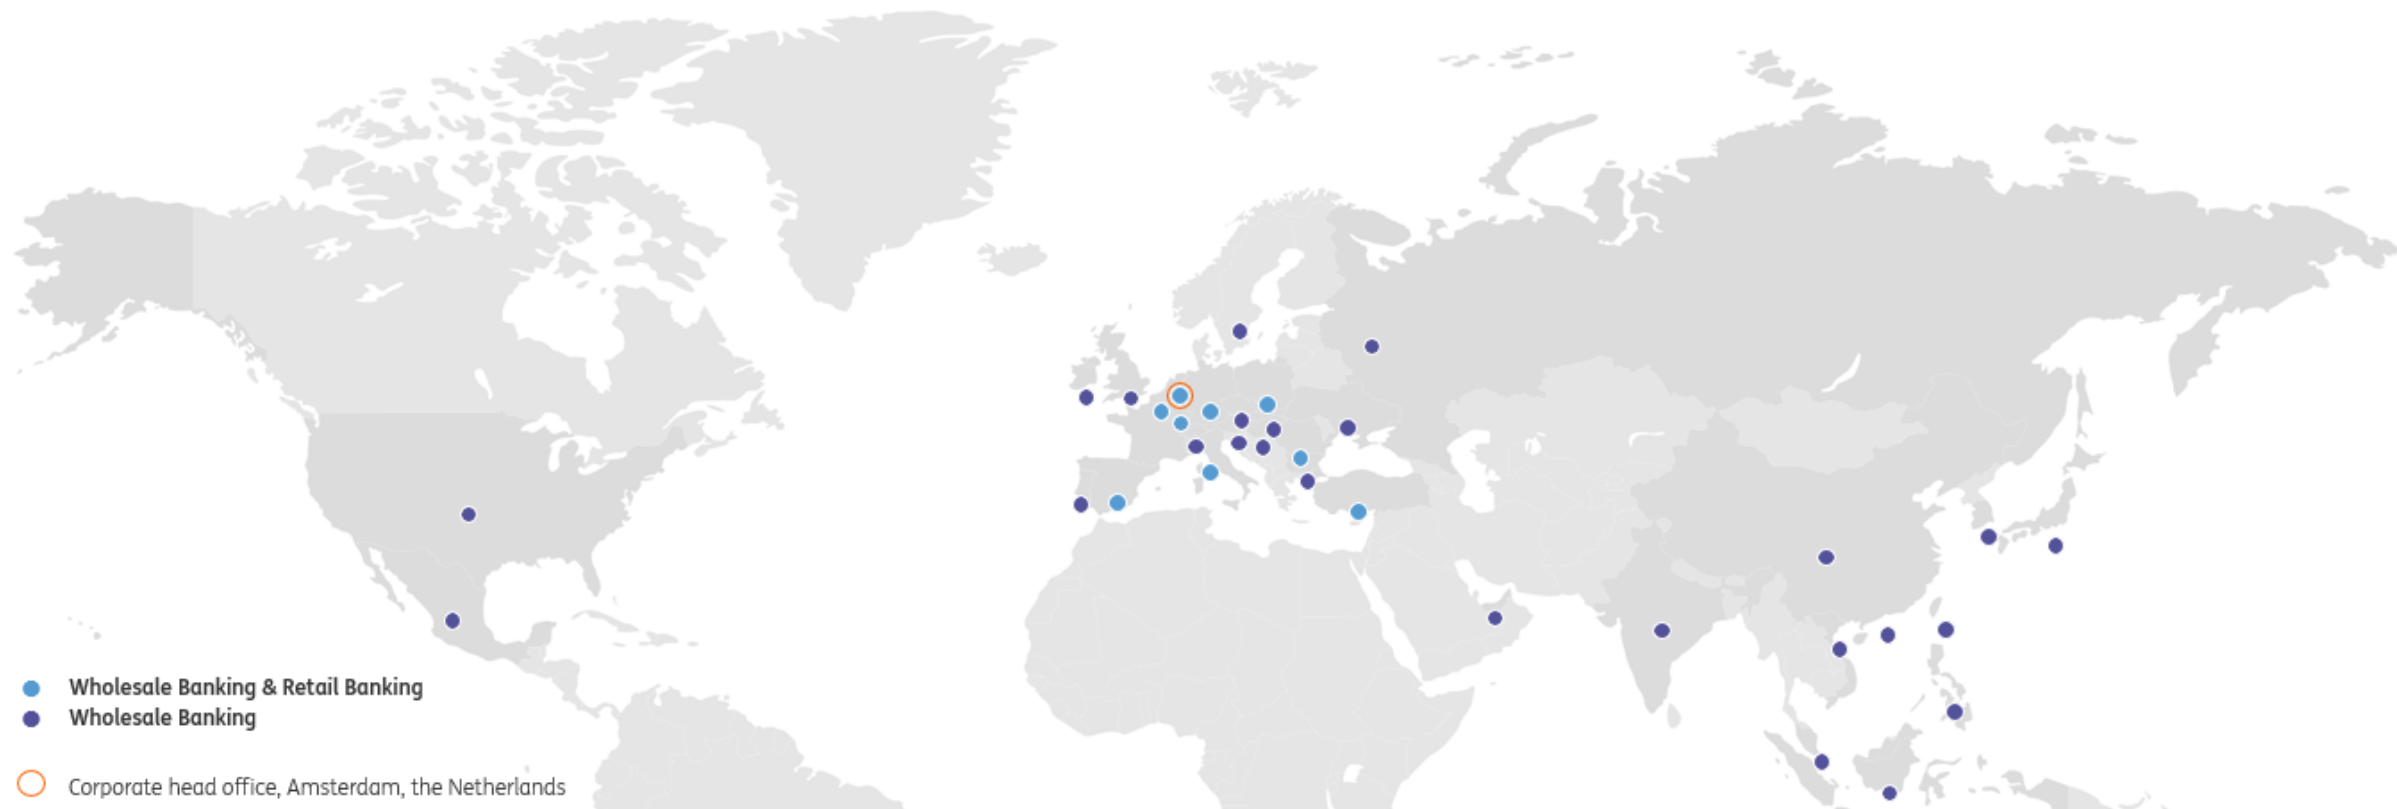 Wholesale Banking & Retail Banking
Wholesale Banking
Corporate head office, Amsterdam, the Netherlands